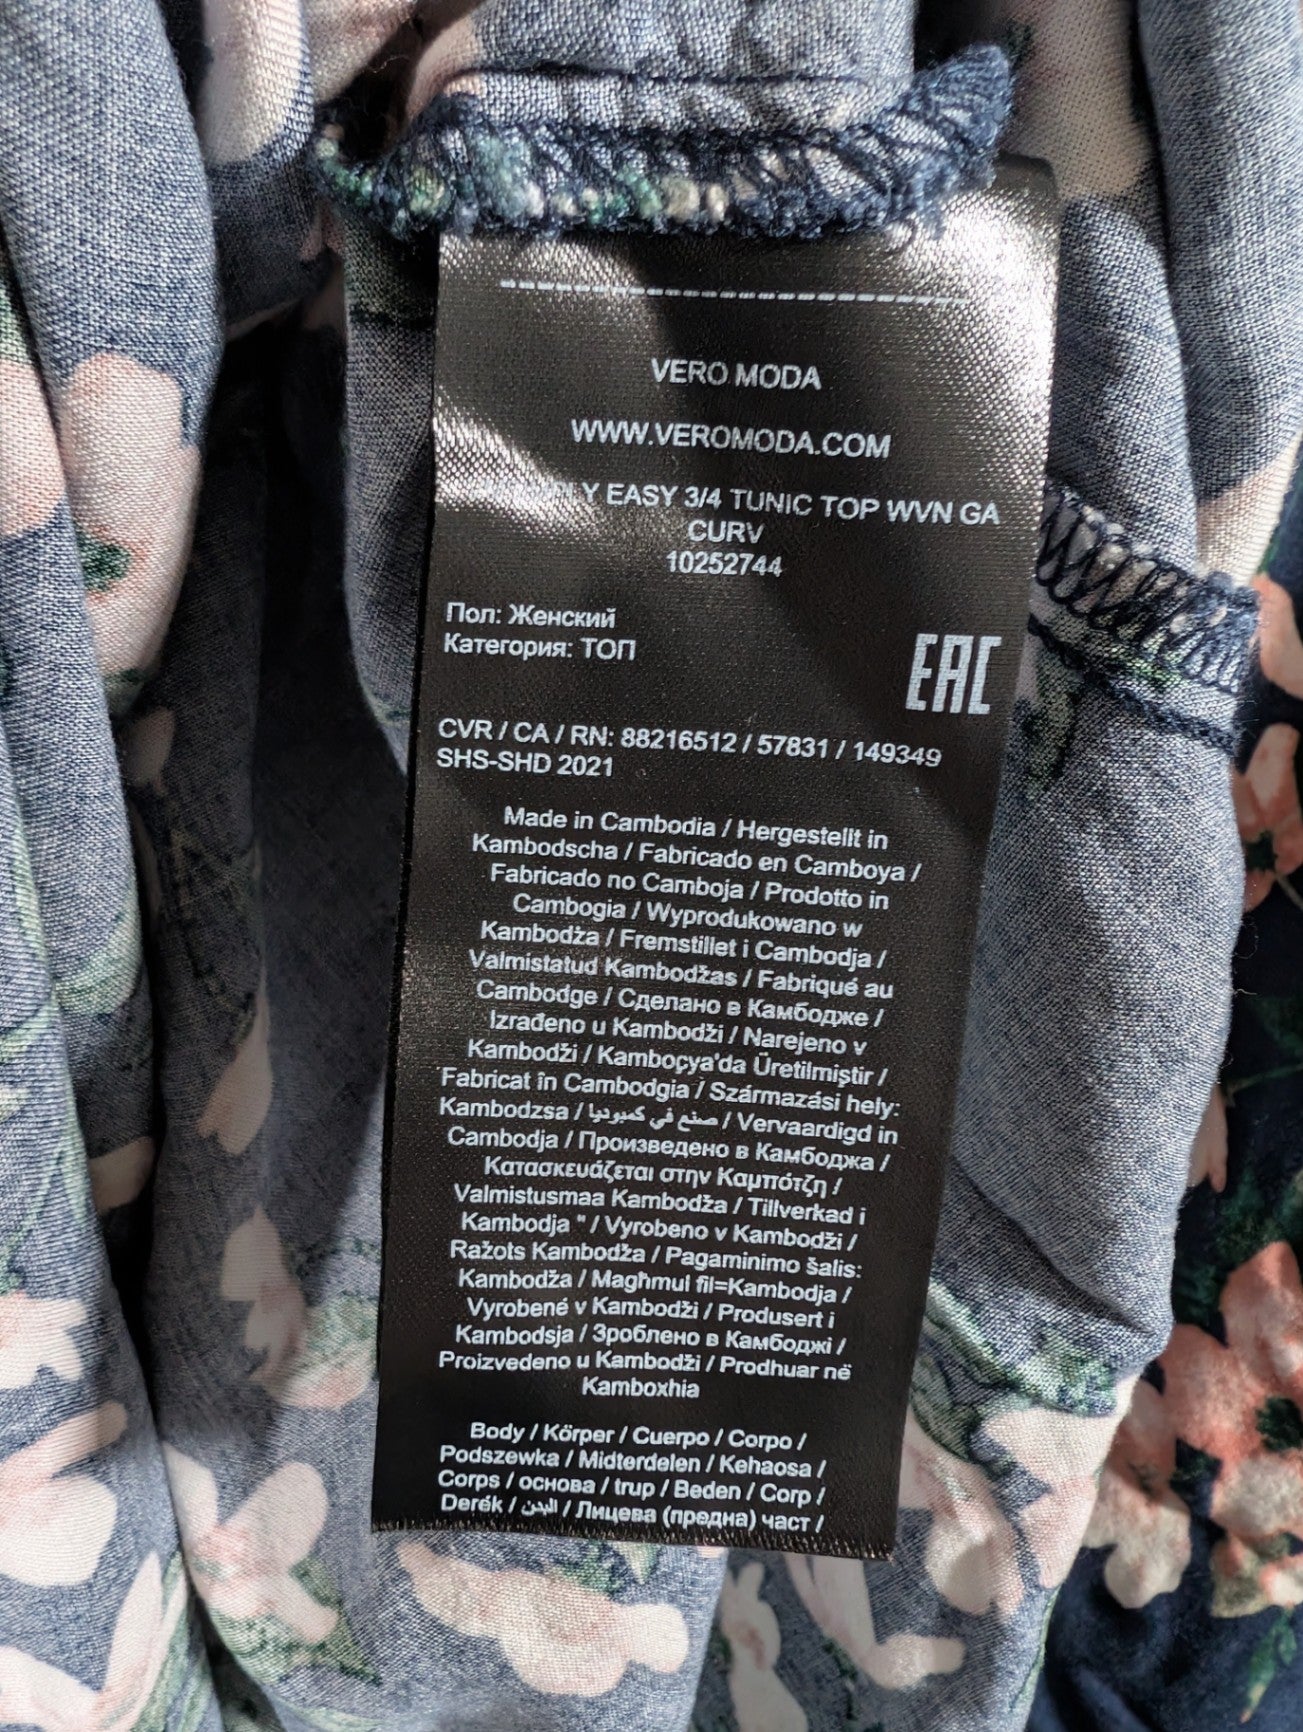 VERO MODA
WWW.VEROMODA.COM
EASY 3/4 TUNIC TOP WVN GA
CURV
10252744
Пол: Женский
Категория: ТОП
EAC
CVR / CA / RN: 88216512 / 57831 / 149349
SHS-SHD 2021
Made in Cambodia / Hergestellt in
Kambodscha / Fabricado en Camboya /
Fabricado no Camboja / Prodotto in
Cambogia / Wyprodukowano w
Kambodża / Fremstillet i Cambodja /
Valmistatud Kambodžas / Fabriqué au
Cambodge / Сделано в Камбодже /
Izrađeno u Kambodži / Narejeno v
Kambodži / Kamboçya'da Üretilmiştir /
Fabricat în Cambodgia / Származási hely:
Kambodzsa / صنع في كمبوديا / Vervaardigd in
Cambodja / Произведено в Камбоджа /
Κατασκευάζεται στην Καμπότζη /
Valmistusmaa Kambodža / Tillverkad i
Kambodja " / Vyrobeno v Kambodži /
Ražots Kambodža / Pagaminimo šalis:
Kambodža / Magħmul fil=Kambodja /
Vyrobené v Kambodži / Produsert i
Kambodsja / Зроблено в Камбоджі /
Proizvedeno u Kambodži / Prodhuar në
Kamboxhia
Body / Körper / Cuerpo / Corpo /
Podszewka / Midterdelen / Kehaosa /
Corps / основа / trup / Beden / Corp /
Derék / البدن / Лицева (предна) част /